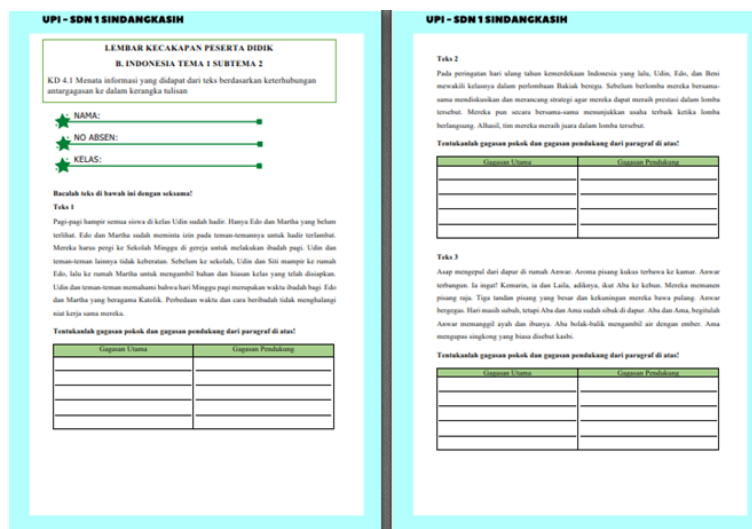 UPI - SDN 1 SINDANGKASIH
LEMBAR KECAKAPAN PESERTA DIDIK
B. INDONESIA TEMA 1 SUBTEMA 2
KD 4.1 Menata informasi yang didapat dari teks berdasarkan keterhubungan
antargagasan ke dalam kerangka tulisan
NAMA:
NO ABSEN:
KELAS:
Bacalah teks di bawah ini dengan seksama!
Teks 1
Pagi-pagi hampir semua siswa di kelas Udin sudah hadir. Hanya Edo dan Martha yang belum
terlihat. Edo dan Martha sudah meminta izin pada teman-temannya untuk hadir terlambat.
Mereka harus pergi ke Sekolah Minggu di gereja untuk melakukan ibadah pagi. Udin dan
teman-teman lainnya tidak keberatan. Sebelum ke sekolah, Udin dan Siti mampir ke rumah
Edo, lalu ke rumah Martha untuk mengambil bahan dan hiasan kelas yang telah disiapkan.
Udin dan teman-teman memahami bahwa hari Minggu pagi merupakan waktu ibadah bagi Edo
dan Martha yang beragama Katolik. Perbedaan waktu dan cara beribadah tidak menghalangi
niat kerja sama mereka.
Tentukanlah gagasan pokok dan gagasan pendukung dari paragraf di atas!
Gagasan Utama Gagasan Pendukung
UPI - SDN 1 SINDANGKASIH
Teks 2
Pada peringatan hari ulang tahun kemerdekaan Indonesia yang lalu, Udin, Edo, dan Beni
mewakili kelasnya dalam perlombaan Bakiak beregu. Sebelum berlomba mereka bersama-
sama mendiskusikan dan merancang strategi agar mereka dapat meraih prestasi dalam lomba
tersebut. Mereka pun secara bersama-sama menunjukkan usaha terbaik ketika lomba
berlangsung. Alhasil, tim mereka meraih juara dalam lomba tersebut.
Tentukanlah gagasan pokok dan gagasan pendukung dari paragraf di atas!
Gagasan Utama Gagasan Pendukung
Teks 3
Asap mengepul dari dapur di rumah Anwar. Aroma pisang kukus terbawa ke kamar. Anwar
terbangun. Ia ingat! Kemarin, ia dan Laila, adiknya, ikut Aba ke kebun. Mereka memanen
pisang raja. Tiga tandan pisang yang besar dan kekuningan mereka bawa pulang. Anwar
bergegas. Hari masih subuh, tetapi Aba dan Ama sudah sibuk di dapur. Aba dan Ama, begitulah
Anwar memanggil ayah dan ibunya. Aba bolak-balik mengambil air dengan ember. Ama
mengupas singkong yang biasa disebut kasbi.
Tentukanlah gagasan pokok dan gagasan pendukung dari paragraf di atas!
Gagasan Utama Gagasan Pendukung